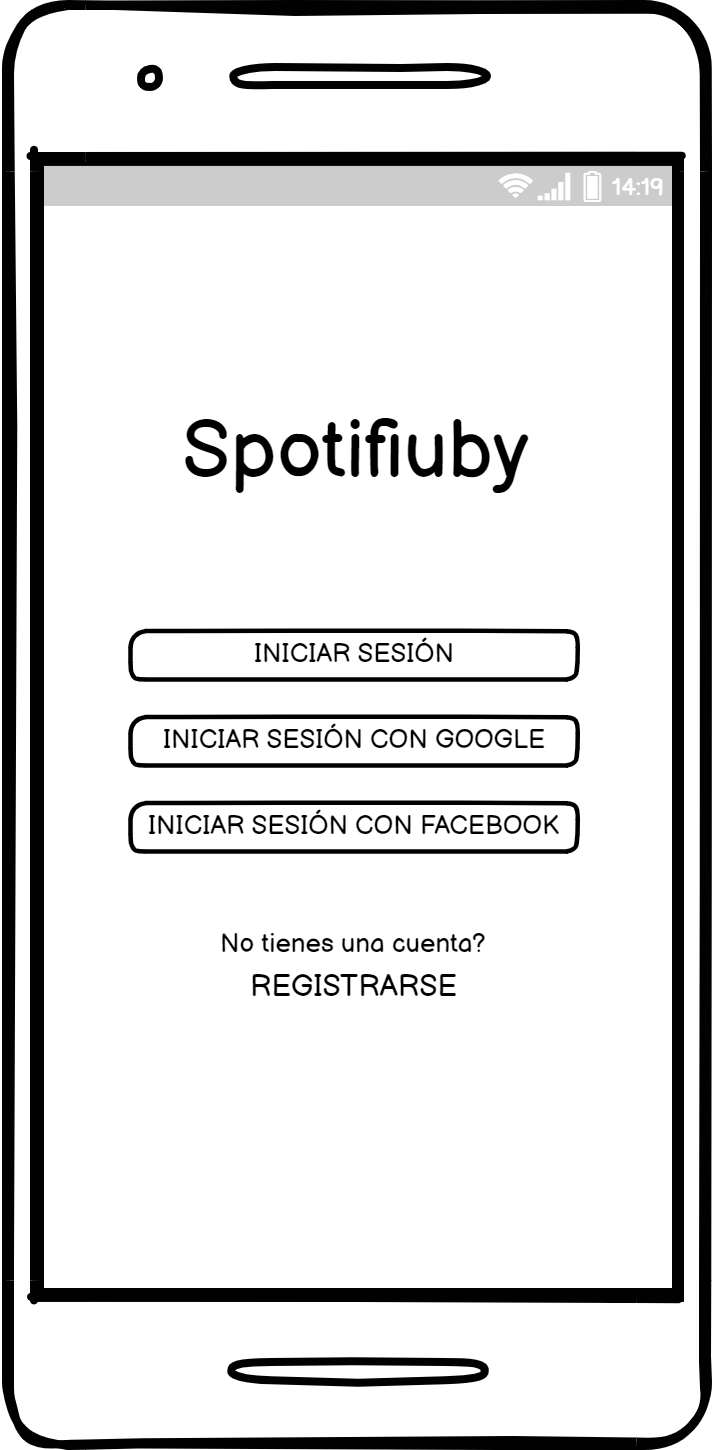 14:19
Spotifiuby
INICIAR SESIÓN
INICIAR SESIÓN CON GOOGLE
INICIAR SESIÓN CON FACEBOOK
No tienes una cuenta?
REGISTRARSE